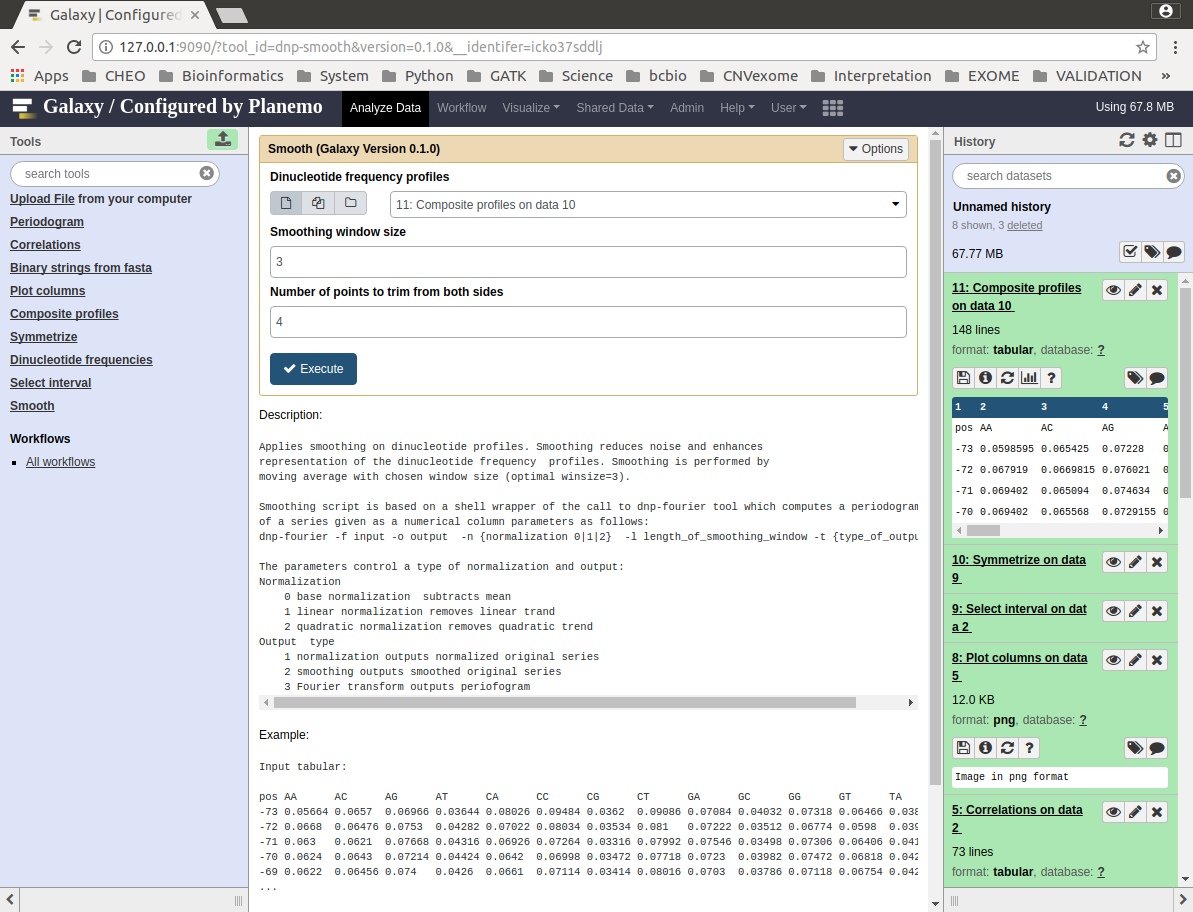 Galaxy | Configured
127.0.0.1:9090/?tool_id=dnp-smooth&version=0.1.0&__identifer=icko37sddlj
Apps CHEO Bioinformatics System Python GATK Science bcbio CNVexome Interpretation EXOME VALIDATION »
Galaxy / Configured by Planemo Analyze Data Workflow Visualize Shared Data Admin Help User Using 67.8 MB
Tools
search tools
Upload File from your computer
Periodogram
Correlations
Binary strings from fasta
Plot columns
Composite profiles
Symmetrize
Dinucleotide frequencies
Select interval
Smooth
Workflows
All workflows
Smooth (Galaxy Version 0.1.0)
Options
Dinucleotide frequency profiles
11: Composite profiles on data 10
Smoothing window size
3
Number of points to trim from both sides
4
Execute
Description:
Applies smoothing on dinucleotide profiles. Smoothing reduces noise and enhances
representation of the dinucleotide frequency  profiles. Smoothing is performed by
moving average with chosen window size (optimal winsize=3).
Smoothing script is based on a shell wrapper of the call to dnp-fourier tool which computes a periodogram
of a series given as a numerical column parameters as follows:
dnp-fourier -f input -o output  -n {normalization 0|1|2}  -l length_of_smoothing_window -t {type_of_outpu
The parameters control a type of normalization and output:
Normalization
0 base normalization  subtracts mean
1 linear normalization removes linear trand
2 quadratic normalization removes quadratic trend
Output  type
1 normalization outputs normalized original series
2 smoothing outputs smoothed original series
3 Fourier transform outputs periofogram
Example:
Input tabular:
pos AA AC AG AT CA CC CG CT GA GC GG GT TA
-73 0.05664 0.0657 0.06966 0.03644 0.08026 0.09484 0.0362 0.09086 0.07084 0.04032 0.07318 0.06466 0.038
-72 0.0668 0.06476 0.0753 0.04282 0.07022 0.08034 0.03534 0.081 0.07222 0.03512 0.06774 0.0598 0.039
-71 0.063 0.0621 0.07668 0.04316 0.06926 0.07264 0.03316 0.07992 0.07546 0.03498 0.07306 0.06406 0.041
-70 0.0624 0.0643 0.07214 0.04424 0.0642 0.06998 0.03472 0.07718 0.0723 0.03982 0.07472 0.06818 0.042
-69 0.0622 0.06456 0.074 0.0426 0.0661 0.07114 0.03414 0.08016 0.0703 0.03786 0.07118 0.06754 0.042
...
History
search datasets
Unnamed history
8 shown, 3 deleted
67.77 MB
11: Composite profiles
on data 10
148 lines
format: tabular, database: ?
?
1 2 3 4 5
pos AA AC AG A
-73 0.0598595 0.065425 0.07228 0
-72 0.067919 0.0669815 0.076021 0
-71 0.069402 0.065094 0.074634 0
-70 0.069402 0.065568 0.0729155 0
10: Symmetrize on data
9
9: Select interval on dat
a 2
8: Plot columns on data
5
12.0 KB
format: png, database: ?
?
Image in png format
5: Correlations on data
2
73 lines
format: tabular, database: ?